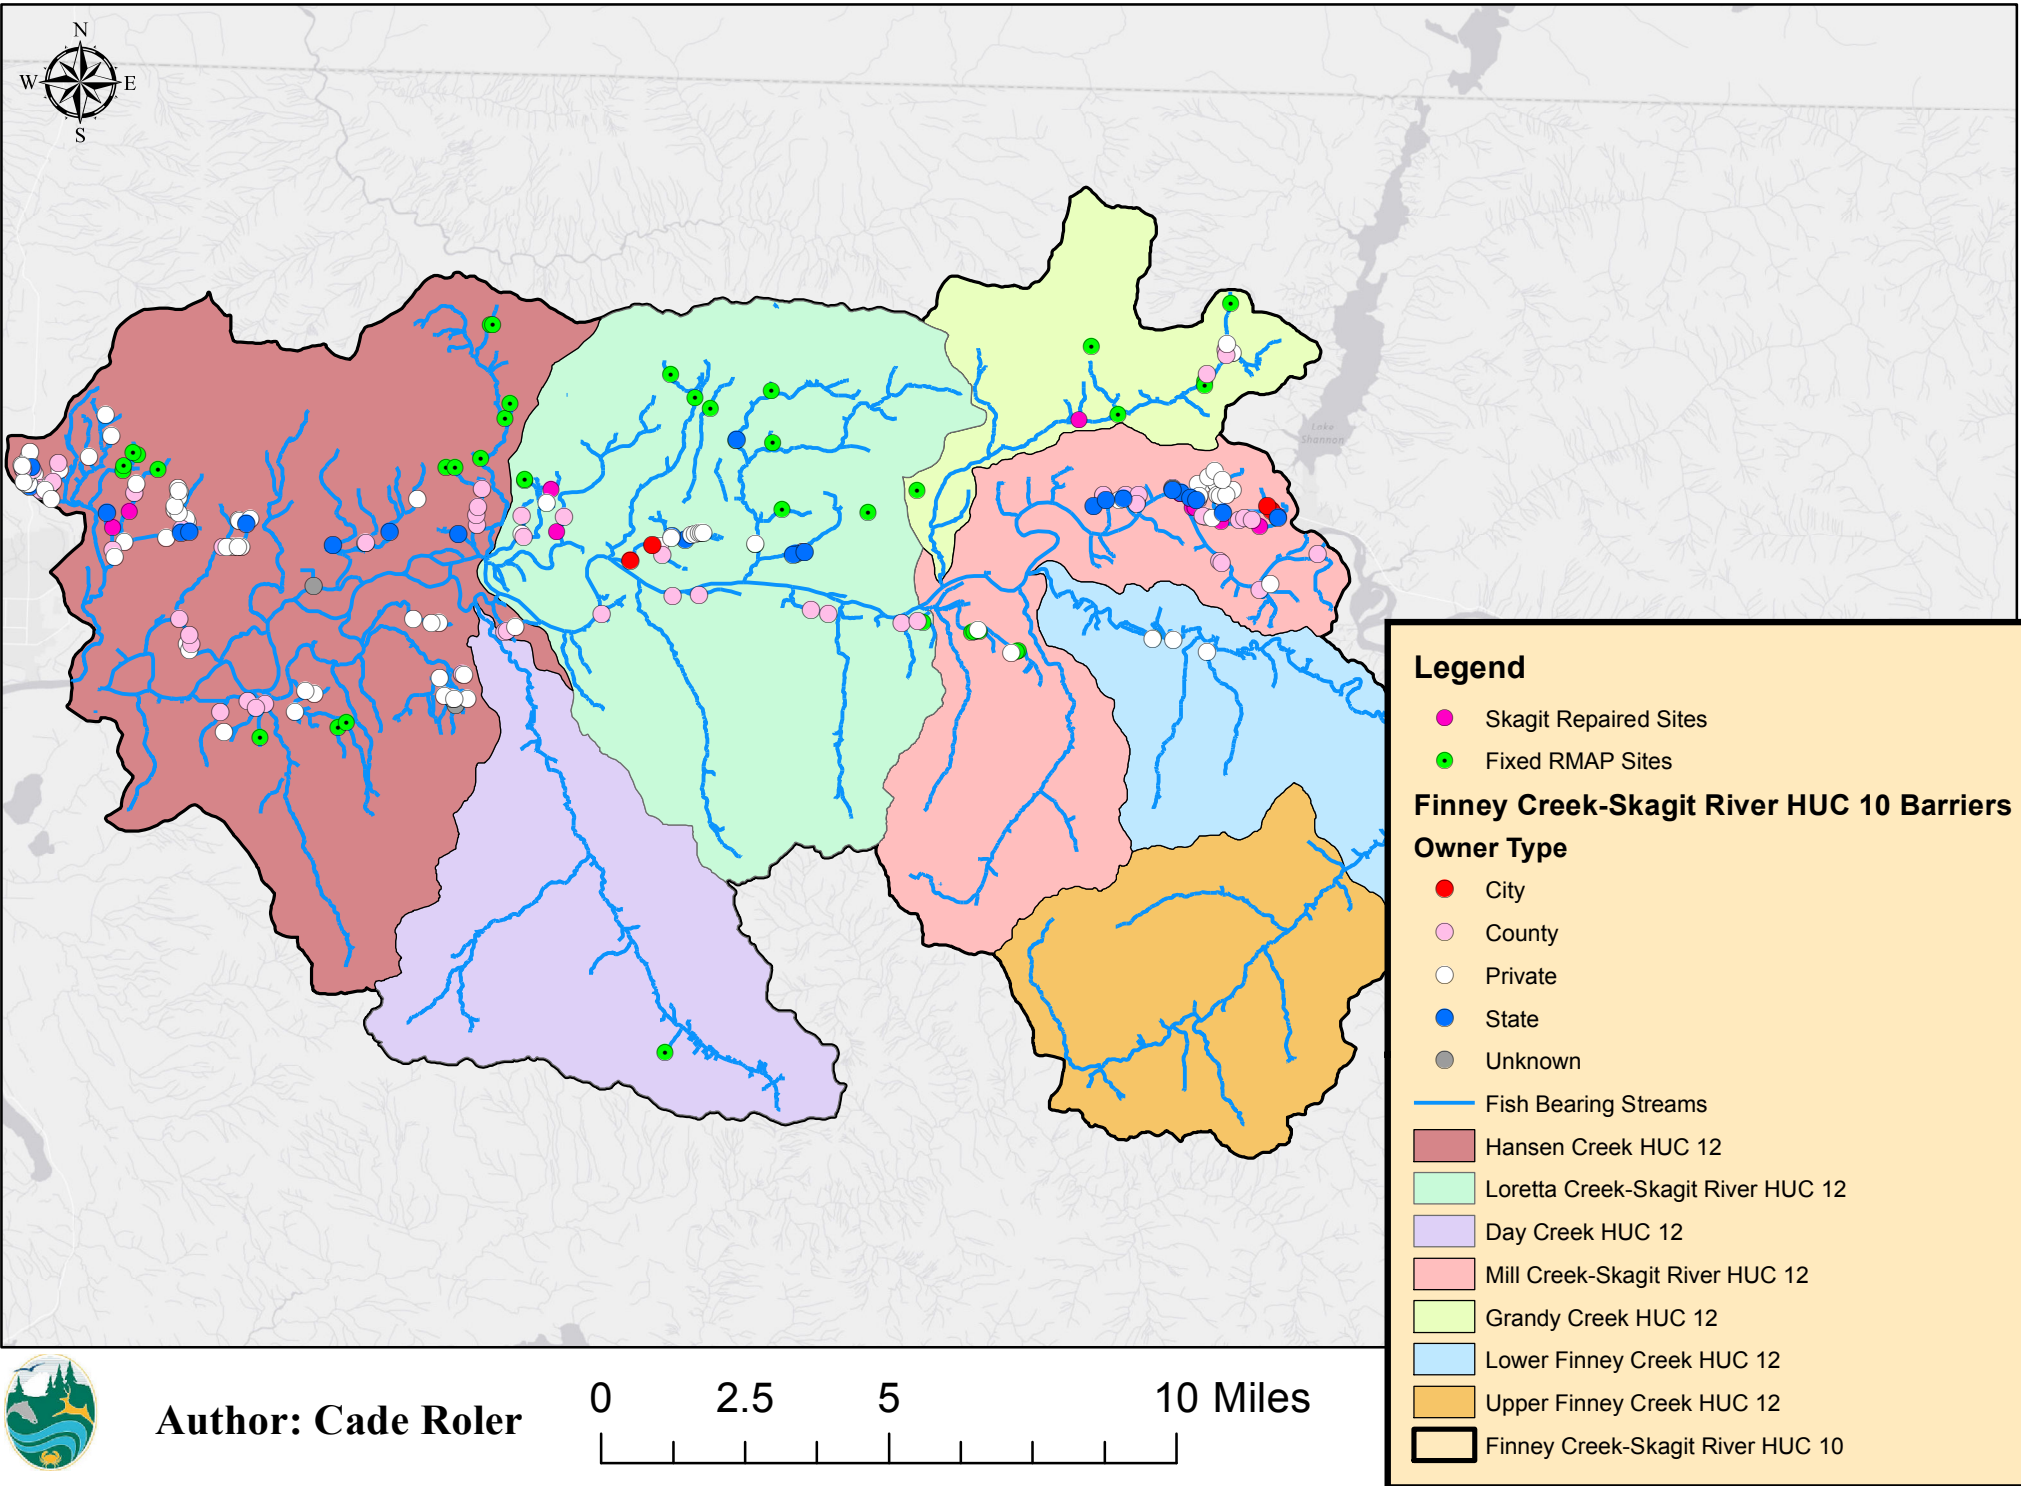 N
W
E
S
Lake
Shannon
Legend
Skagit Repaired Sites
Fixed RMAP Sites
Finney Creek-Skagit River HUC 10 Barriers
Owner Type
City
County
Private
State
Unknown
Fish Bearing Streams
Hansen Creek HUC 12
Loretta Creek-Skagit River HUC 12
Day Creek HUC 12
Mill Creek-Skagit River HUC 12
Grandy Creek HUC 12
Lower Finney Creek HUC 12
Upper Finney Creek HUC 12
Finney Creek-Skagit River HUC 10
Author: Cade Roler
0 2.5 5 10 Miles